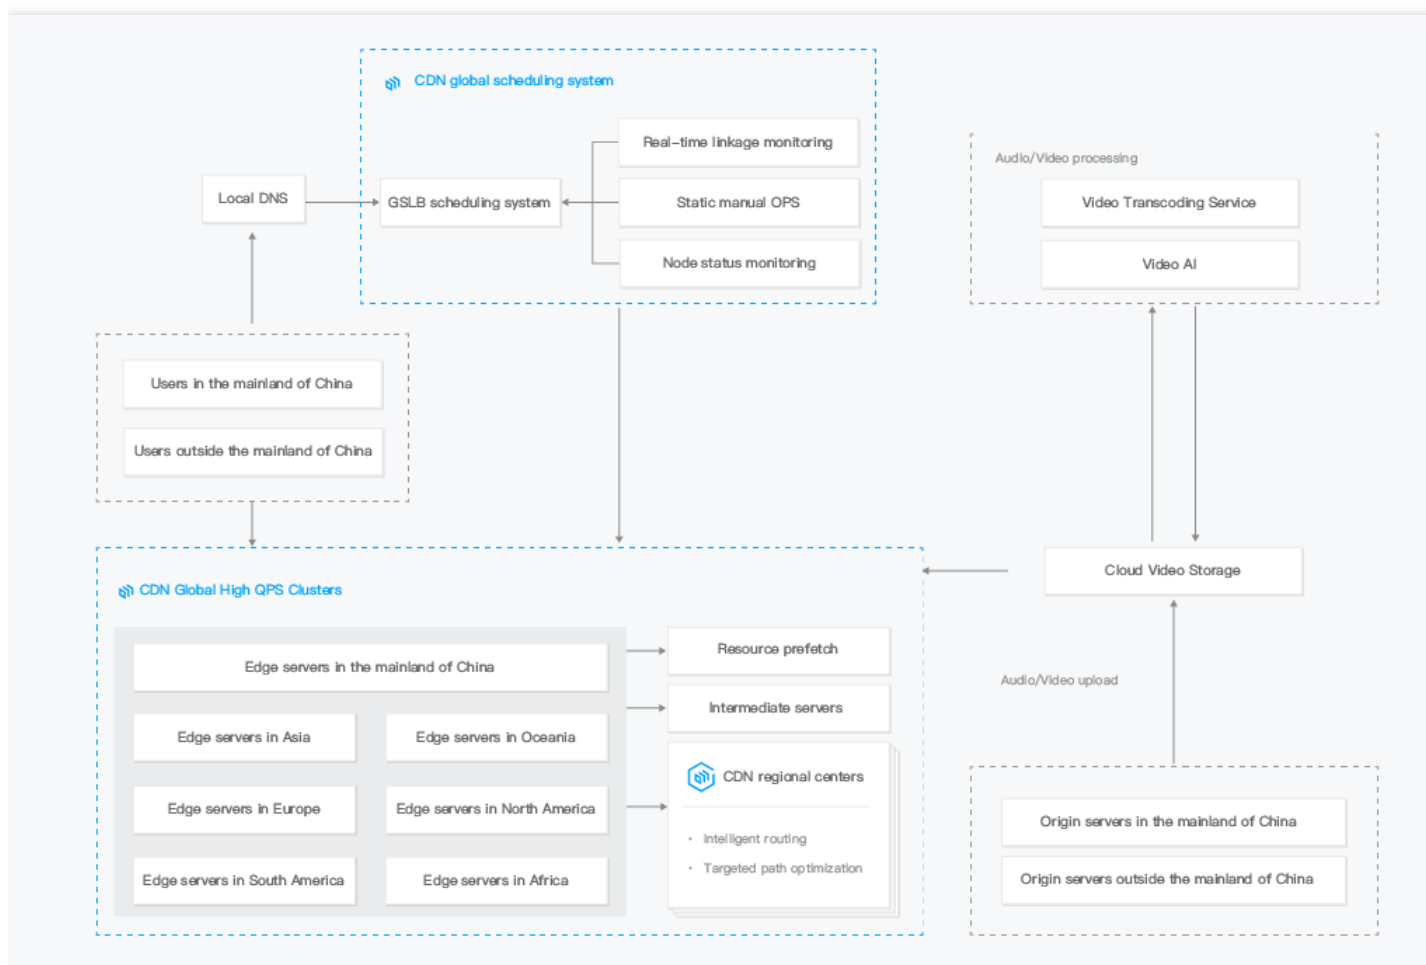 CDN global scheduling system
Real-time linkage monitoring
Local DNS
GSLB scheduling system
Static manual OPS
Node status monitoring
Audio/Video processing
Video Transcoding Service
Video AI
Users in the mainland of China
Users outside the mainland of China
CDN Global High QPS Clusters
Edge servers in the mainland of China
Edge servers in Asia
Edge servers in Oceania
Edge servers in Europe
Edge servers in North America
Edge servers in South America
Edge servers in Africa
Resource prefetch
Intermediate servers
CDN regional centers
• Intelligent routing
• Targeted path optimization
Cloud Video Storage
Audio/Video upload
Origin servers in the mainland of China
Origin servers outside the mainland of China